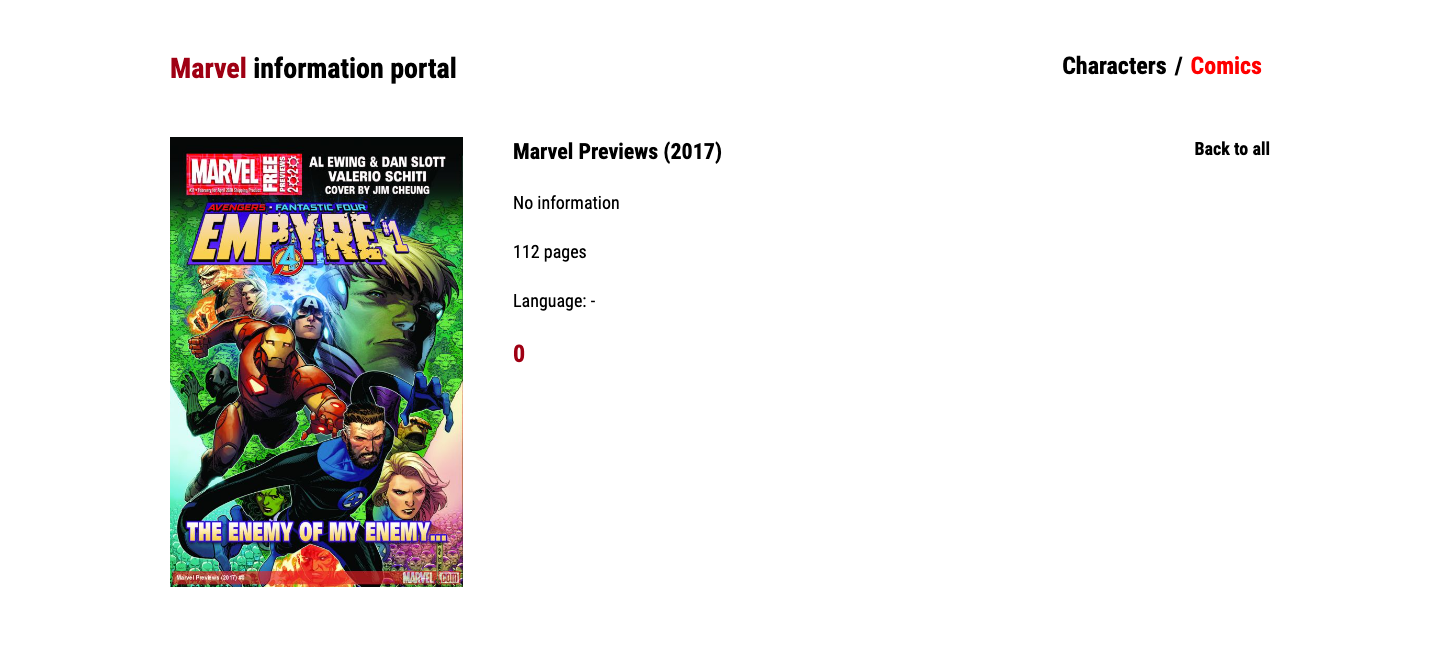 Marvel information portal
Characters / Comics
MARVEL
FREE
PREVIEWS
2020
AL EWING & DAN SLOTT
VALERIO SCHITI
COVER BY JIM CHEUNG
AVENGERS • FANTASTIC FOUR
EMPYRE #1
THE ENEMY OF MY ENEMY...
Marvel Previews (2017)
MARVEL .COM
Marvel Previews (2017)
Back to all
No information
112 pages
Language: -
0